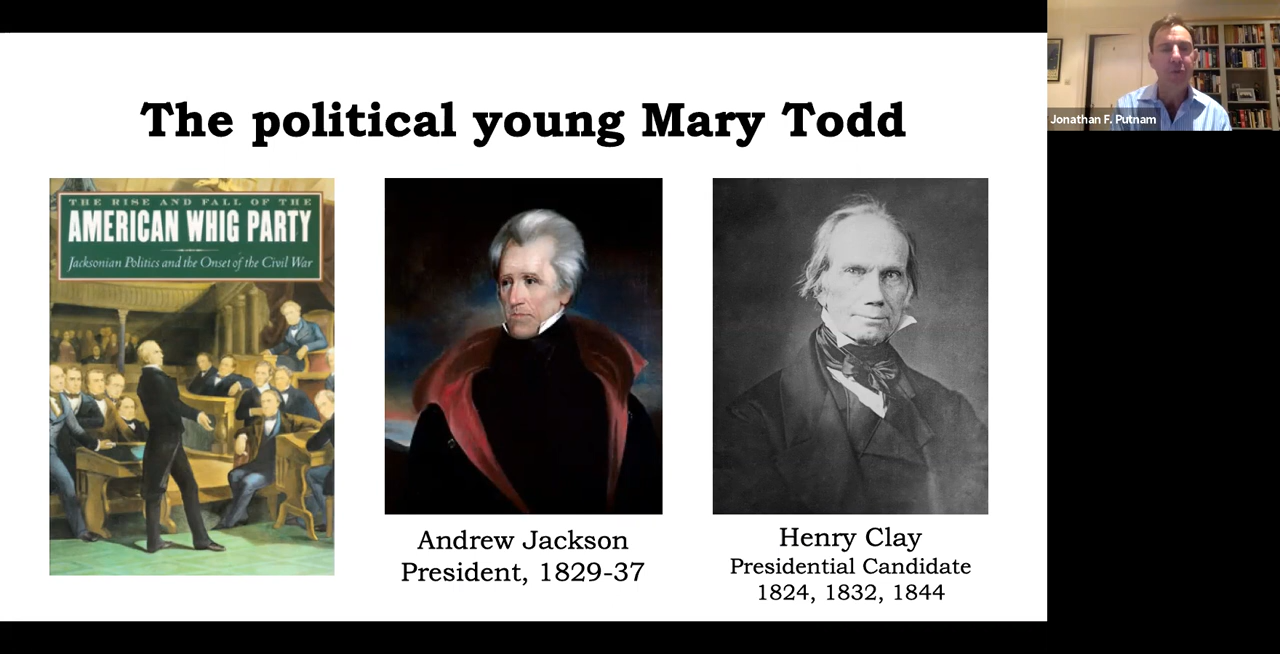 The political young Mary Todd
THE RISE AND FALL OF THE
AMERICAN WHIG PARTY
Jacksonian Politics and the Onset of the Civil War
Andrew Jackson
President, 1829-37
Henry Clay
Presidential Candidate
1824, 1832, 1844
Jonathan F. Putnam